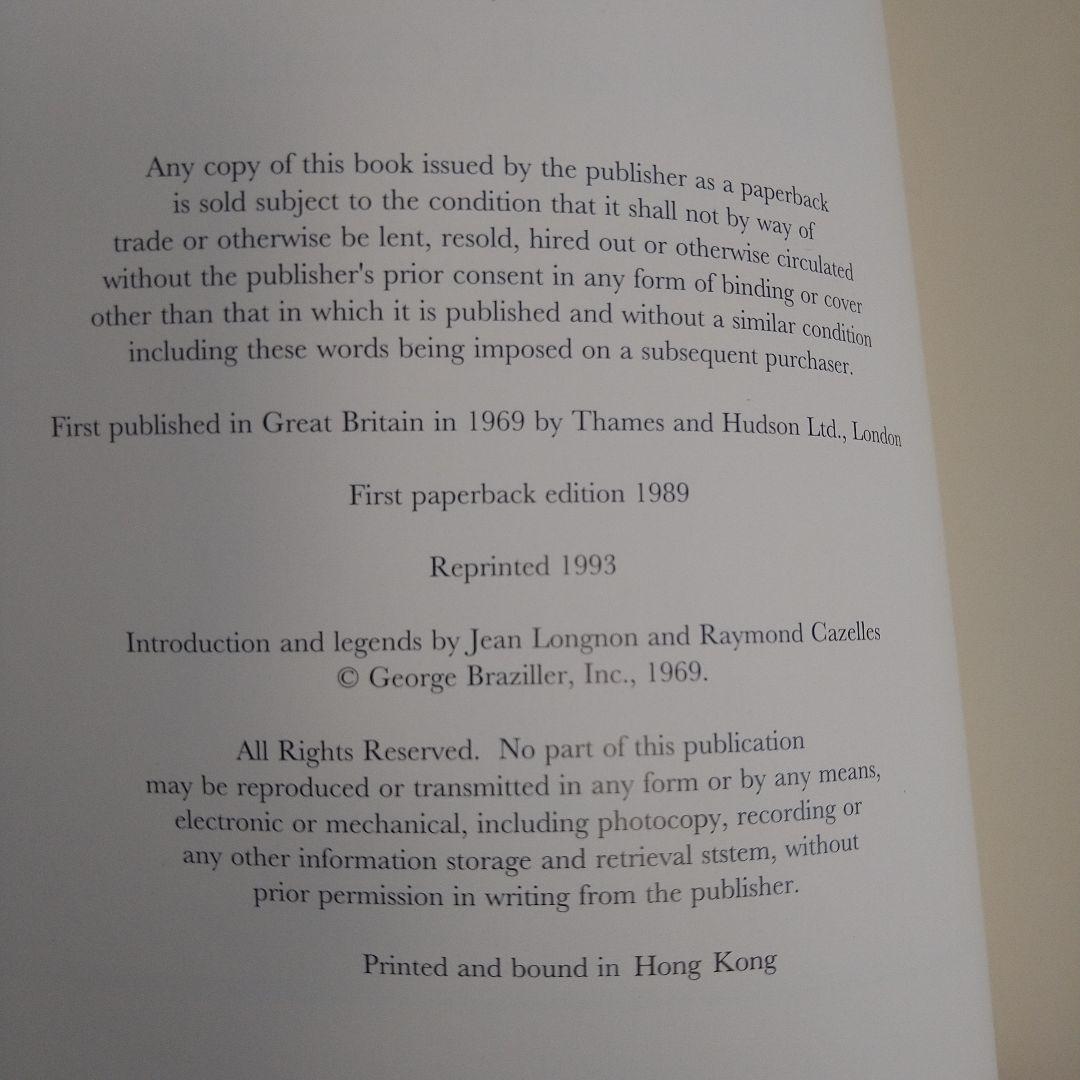 Any copy of this book issued by the publisher as a paperback
is sold subject to the condition that it shall not by way of
trade or otherwise be lent, resold, hired out or otherwise circulated
without the publisher's prior consent in any form of binding or cover
other than that in which it is published and without a similar condition
including these words being imposed on a subsequent purchaser.
First published in Great Britain in 1969 by Thames and Hudson Ltd., London
First paperback edition 1989
Reprinted 1993
Introduction and legends by Jean Longnon and Raymond Cazelles
© George Braziller, Inc., 1969.
All Rights Reserved. No part of this publication
may be reproduced or transmitted in any form or by any means,
electronic or mechanical, including photocopy, recording or
any other information storage and retrieval ststem, without
prior permission in writing from the publisher.
Printed and bound in Hong Kong